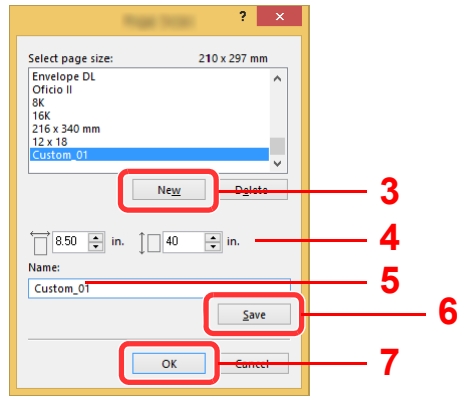 ?
Select page size: 210 x 297 mm
Envelope DL
Oficio II
8K
16K
216 x 340 mm
12 x 18
Custom_01
New Delete 3
8.50 in. 40 in. 4
Name: 5
Custom_01
Save 6
OK Cancel 7